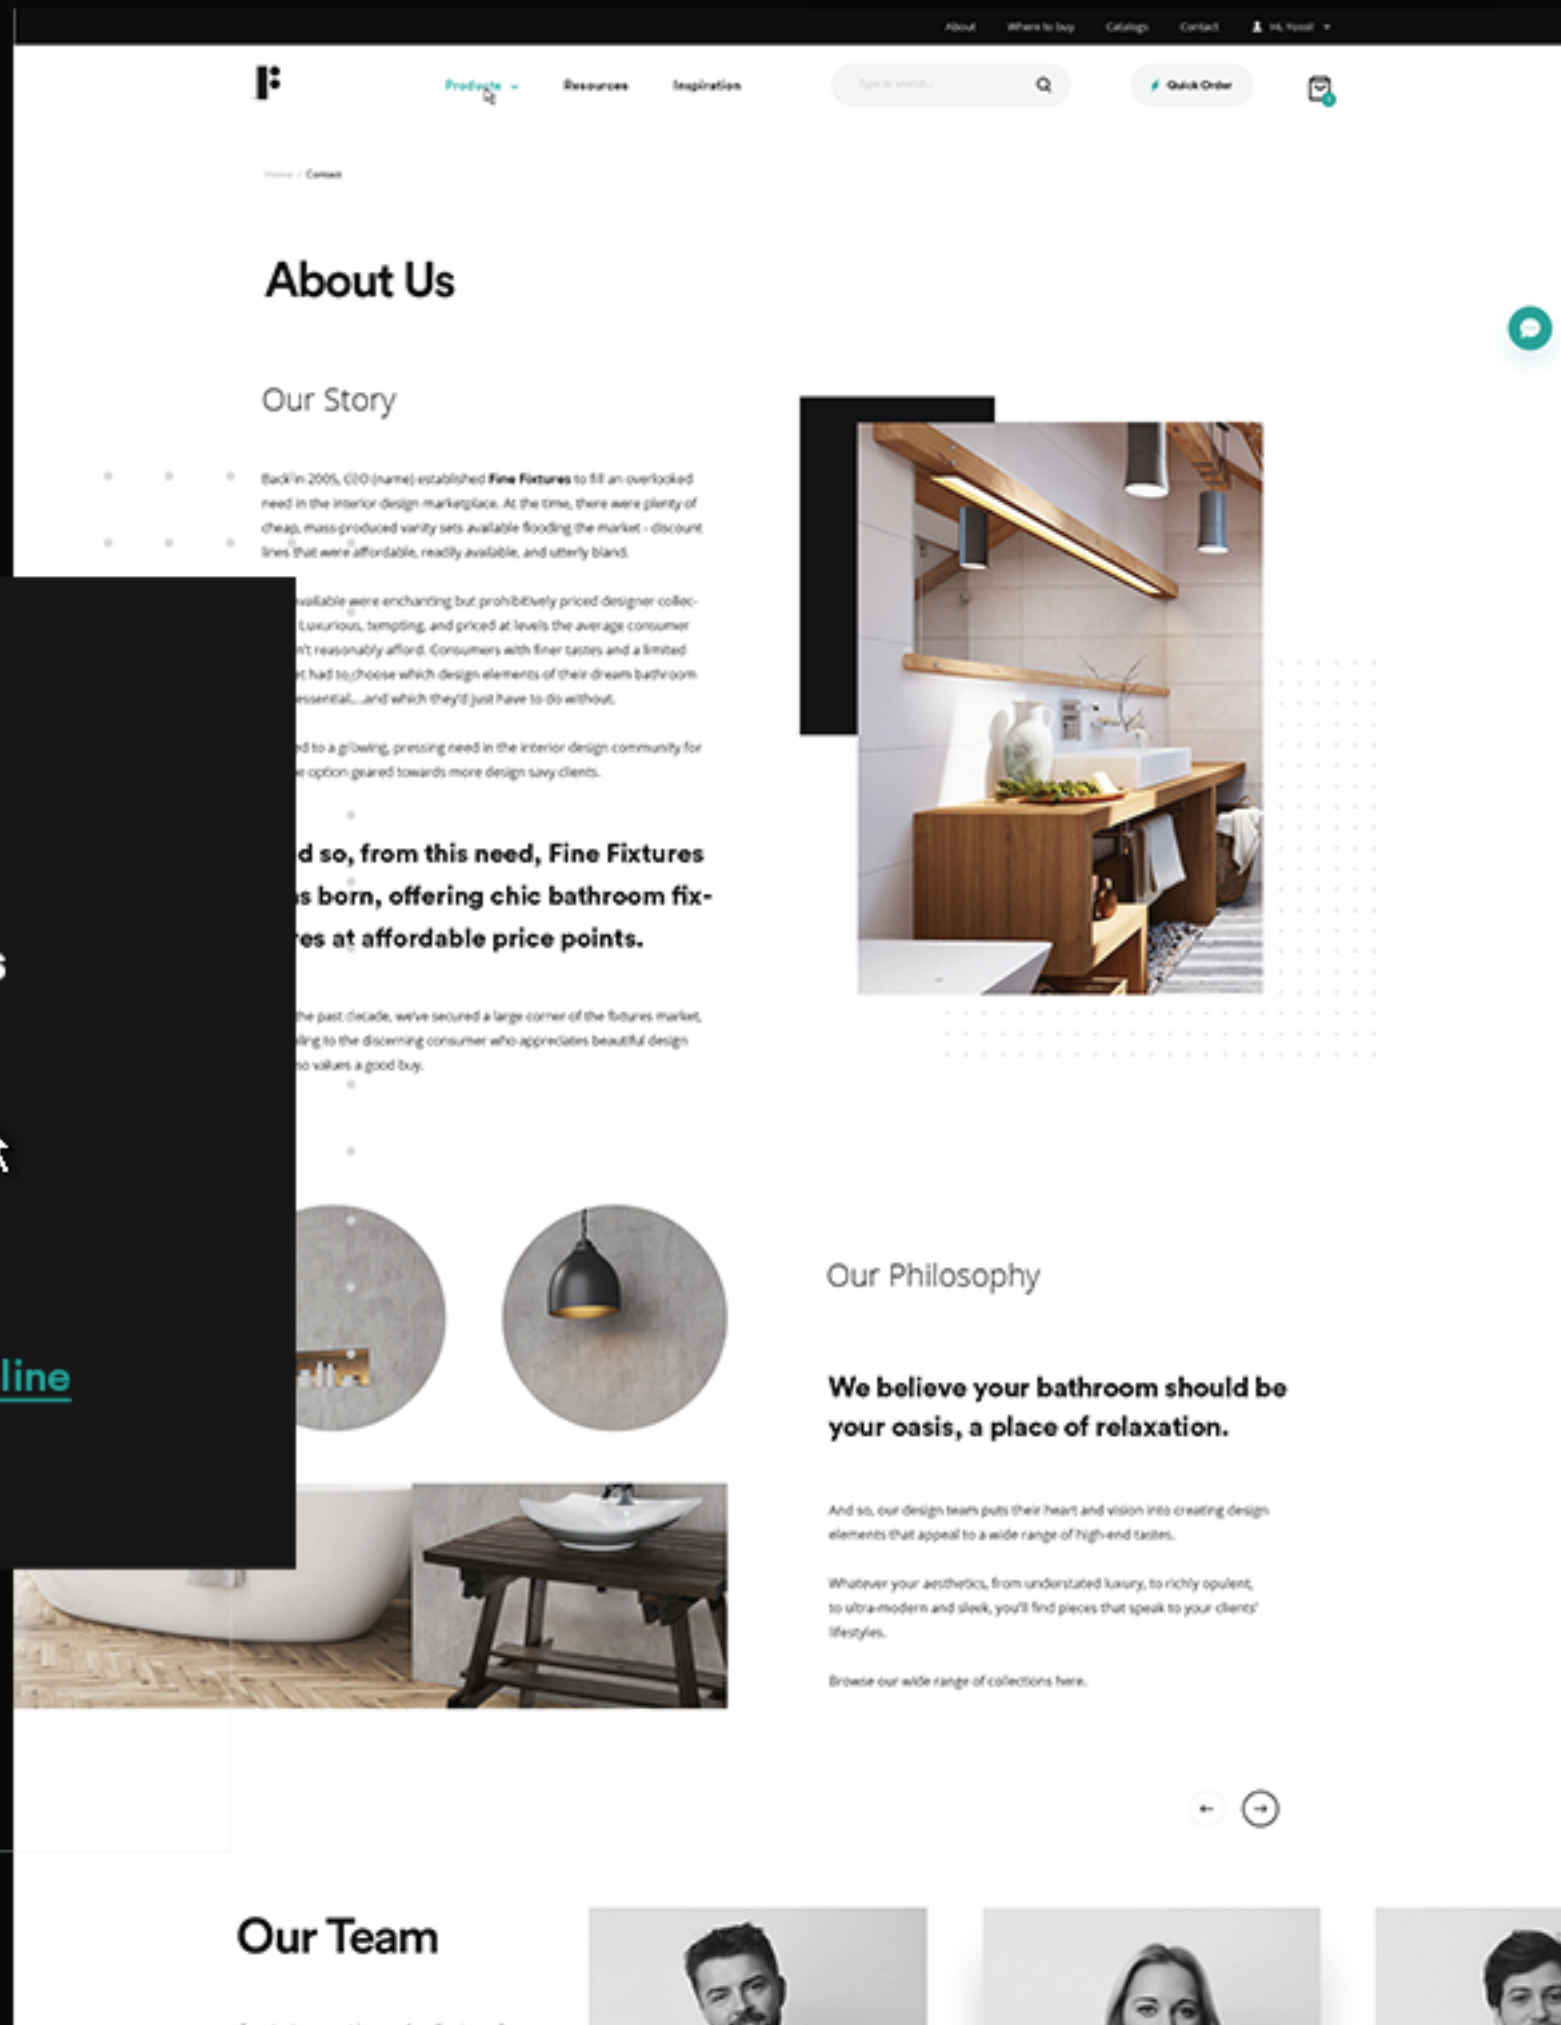 About Where to buy Catalogs Contact Hi, Yossi!
Products Resources Inspiration Type to search... Quick Order
Home / Contact
About Us
Our Story
Back in 2005, CEO (name) established Fine Fixtures to fill an overlooked
need in the interior design marketplace. At the time, there were plenty of
cheap, mass-produced vanity sets available flooding the market - discount
lines that were affordable, readily available, and utterly bland.
available were enchanting but prohibitively priced designer collec-
Luxurious, tempting, and priced at levels the average consumer
n't reasonably afford. Consumers with finer tastes and a limited
et had to choose which design elements of their dream bathroom
essential...and which they'd just have to do without.
ed to a growing, pressing need in the interior design community for
e option geared towards more design savy clients.
d so, from this need, Fine Fixtures
s born, offering chic bathroom fix-
res at affordable price points.
the past decade, we've secured a large corner of the fixtures market,
ling to the discerning consumer who appreciates beautiful design
so values a good buy.
s
line
Our Philosophy
We believe your bathroom should be
your oasis, a place of relaxation.
And so, our design team puts their heart and vision into creating design
elements that appeal to a wide range of high-end tastes.
Whatever your aesthetics, from understated luxury, to richly opulent,
to ultra-modern and sleek, you'll find pieces that speak to your clients'
lifestyles.
Browse our wide range of collections here.
Our Team